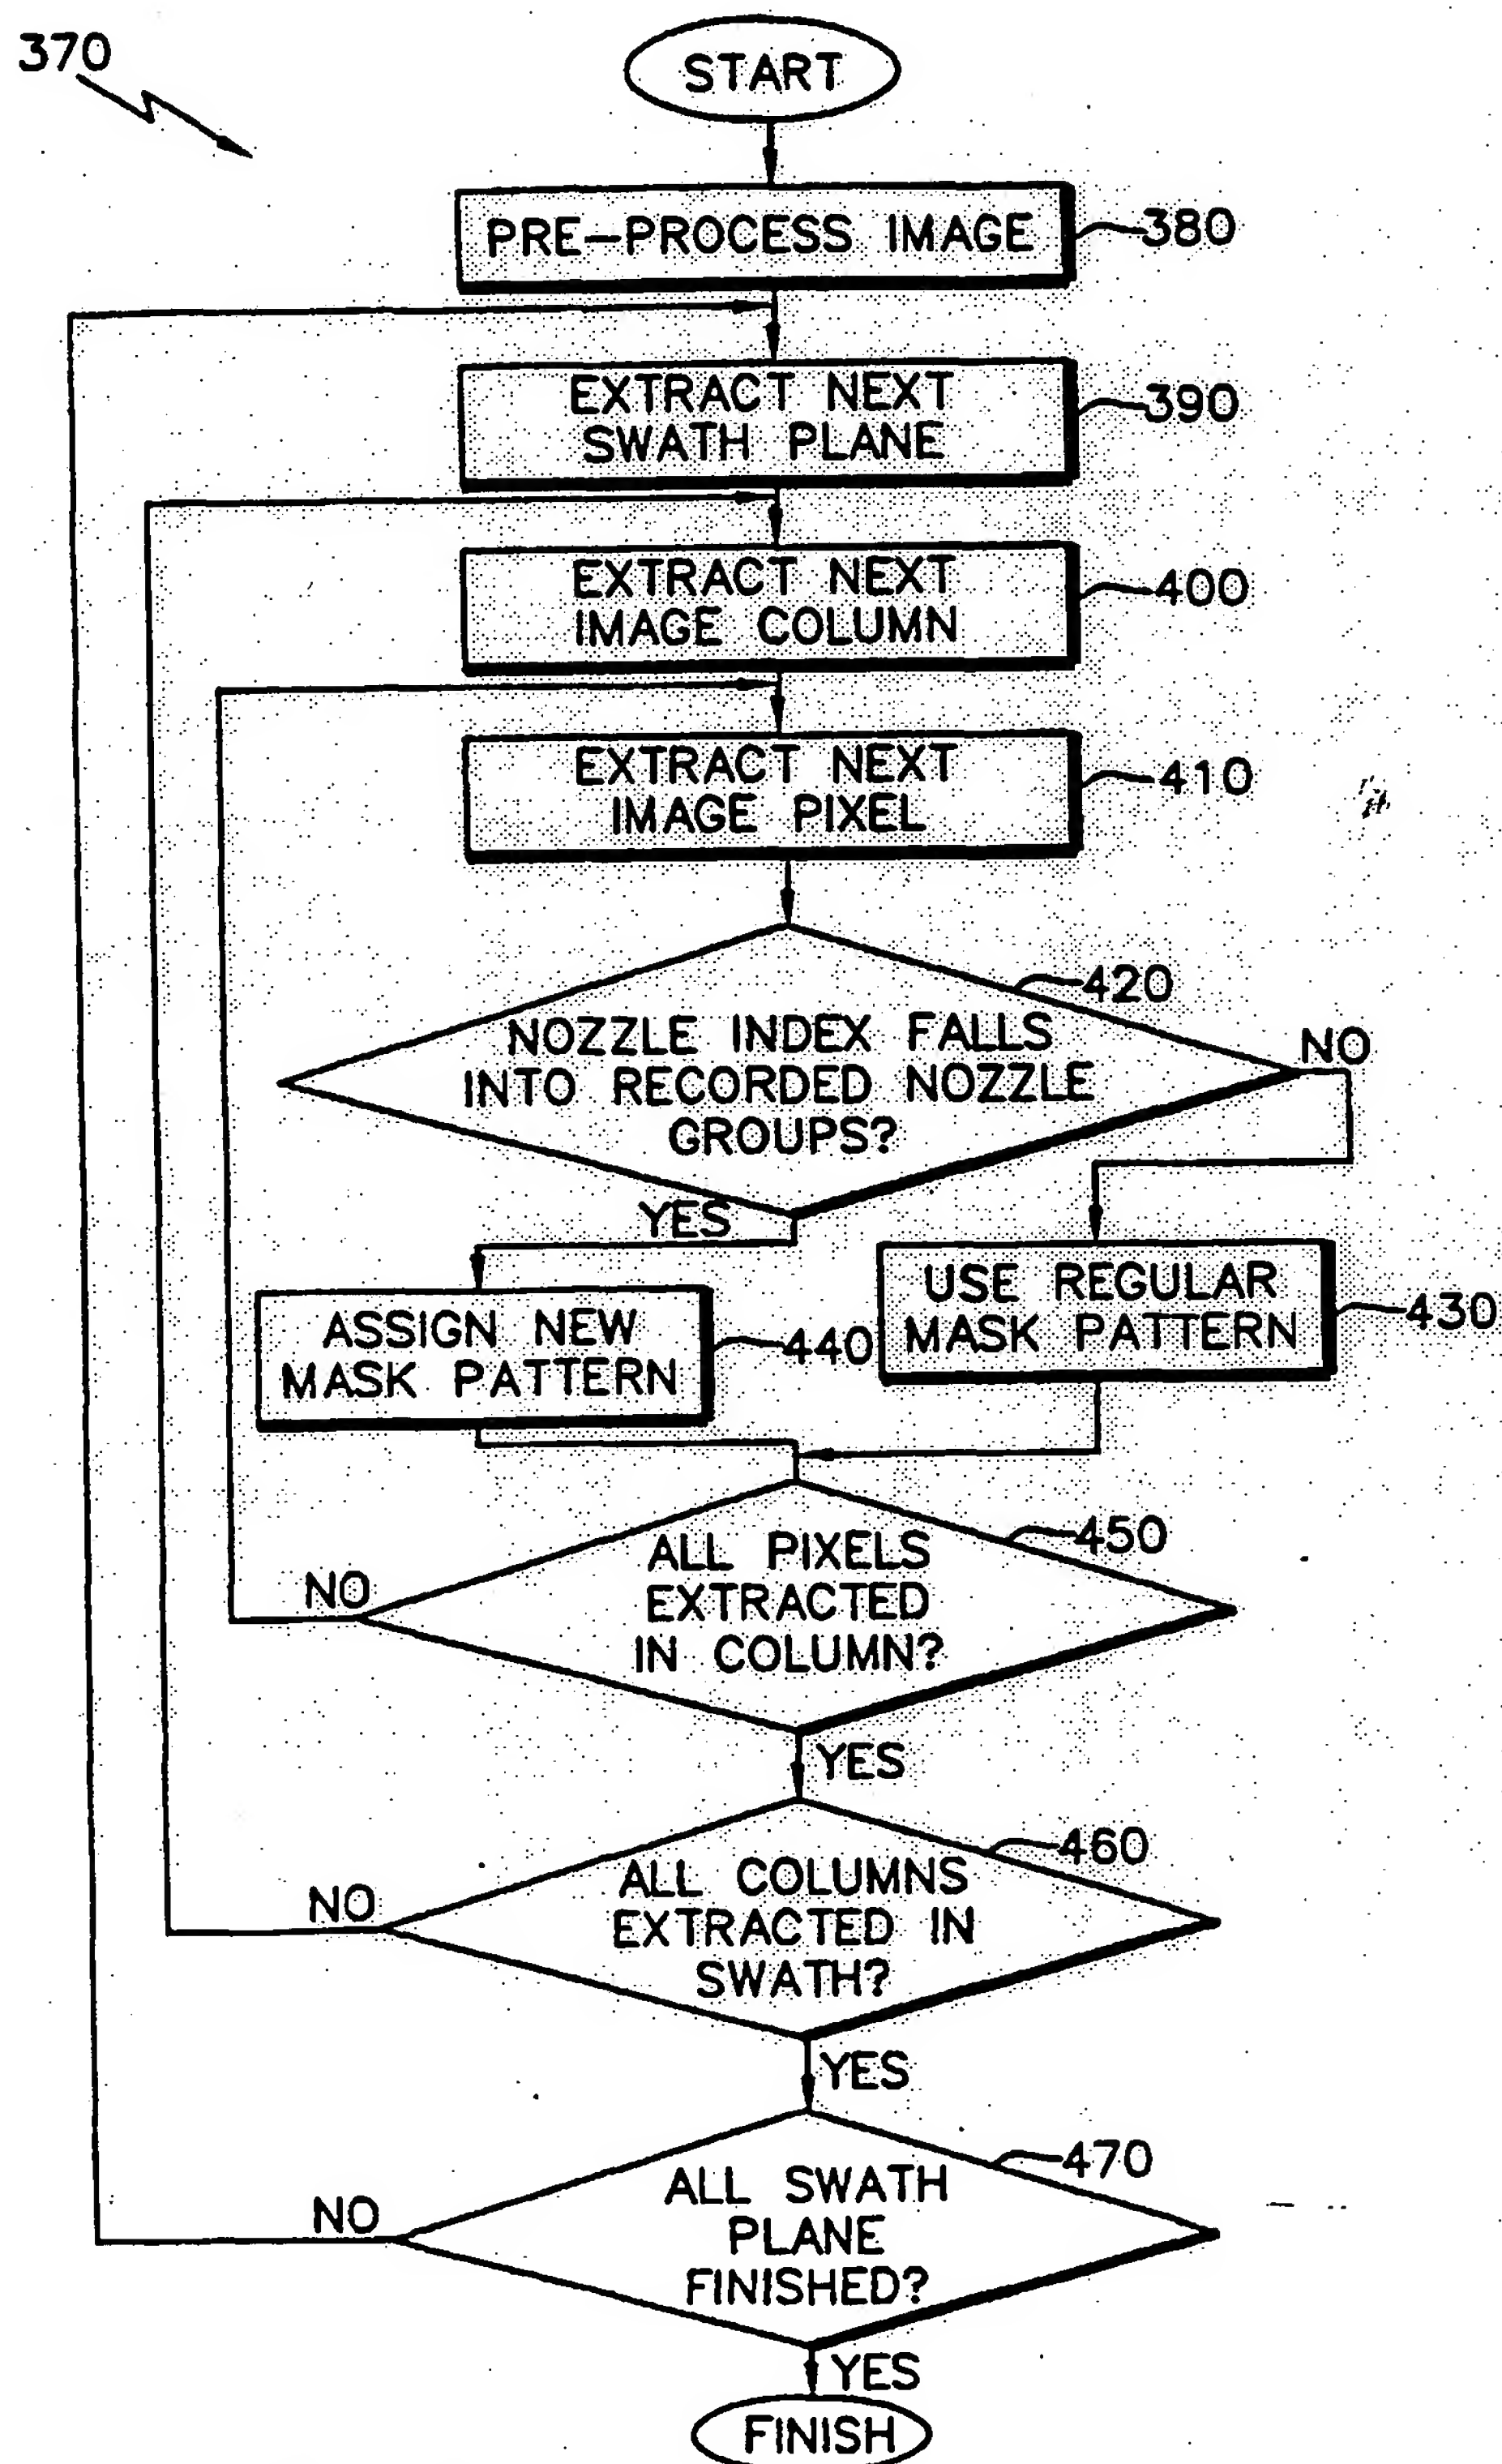 370
START
PRE-PROCESS IMAGE
380
EXTRACT NEXT
SWATH PLANE
390
EXTRACT NEXT
IMAGE COLUMN
400
EXTRACT NEXT
IMAGE PIXEL
410
420
NOZZLE INDEX FALLS
INTO RECORDED NOZZLE
GROUPS?
NO
YES
ASSIGN NEW
MASK PATTERN
440
USE REGULAR
MASK PATTERN
430
450
ALL PIXELS
EXTRACTED
IN COLUMN?
NO
YES
460
ALL COLUMNS
EXTRACTED IN
SWATH?
NO
YES
470
ALL SWATH
PLANE
FINISHED?
NO
YES
FINISH